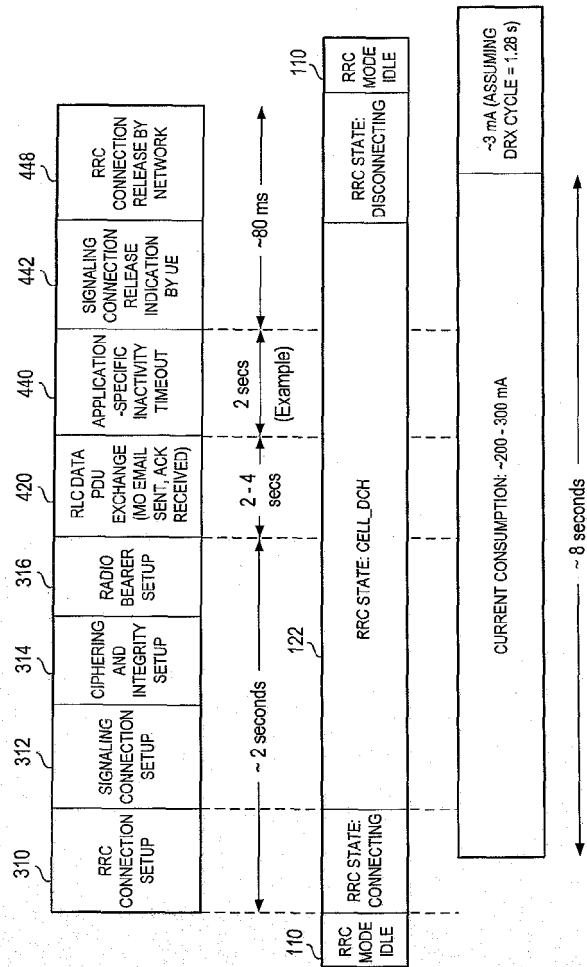 310
312
314
316
420
440
442
448
RRC
CONNECTION
SETUP
SIGNALING
CONNECTION
SETUP.
CIPHERING
AND
INTEGRITY
SETUP
RADIO
BEARER
SETUP
RLC DATA
PDU
EXCHANGE
(MO EMAIL
SENT, ACK
RECEIVED)
APPLICATION
-SPECIFIC
INACTIVITY
TIMEOUT
SIGNALING
CONNECTION
RELEASE
INDICATION
BY UE
RRC
CONNECTION
RELEASE BY
NETWORK
~ 2 seconds
2 - 4
secs
2 secs
(Example)
~80 ms
110
122
110
RRC
MODE
IDLE
RRC STATE:
CONNECTING
RRC STATE: CELL_DCH
RRC STATE:
DISCONNECTING
RRC
MODE
IDLE
CURRENT CONSUMPTION: ~200 - 300 mA
~3 mA (ASSUMING
DRX CYCLE = 1.28 s)
~ 8 seconds